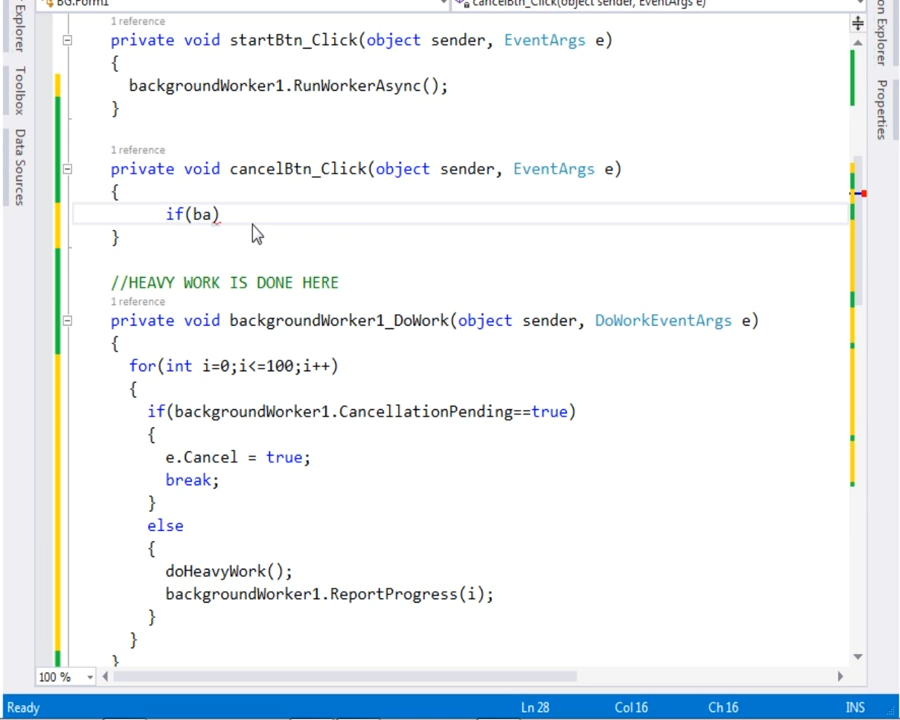 BG.Form1
cancelBtn_Click(object sender, EventArgs e)
Explorer
Toolbox
Data Sources
on Explorer
Properties
1 reference
private void startBtn_Click(object sender, EventArgs e)
{
backgroundWorker1.RunWorkerAsync();
}
1 reference
private void cancelBtn_Click(object sender, EventArgs e)
{
if(ba)
}
//HEAVY WORK IS DONE HERE
1 reference
private void backgroundWorker1_DoWork(object sender, DoWorkEventArgs e)
{
for(int i=0;i<=100;i++)
{
if(backgroundWorker1.CancellationPending==true)
{
e.Cancel = true;
break;
}
else
{
doHeavyWork();
backgroundWorker1.ReportProgress(i);
}
}
}
100 %
Ready
Ln 28
Col 16
Ch 16
INS